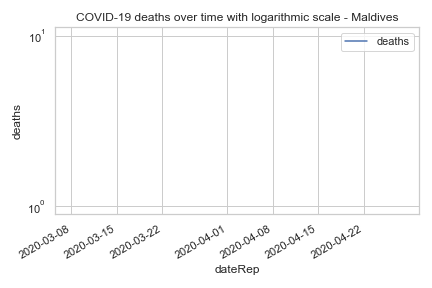 COVID-19 deaths over time with logarithmic scale - Maldives
10¹
deaths
deaths
10⁰
2020-03-08
2020-03-15
2020-03-22
2020-04-01
2020-04-08
2020-04-15
2020-04-22
dateRep